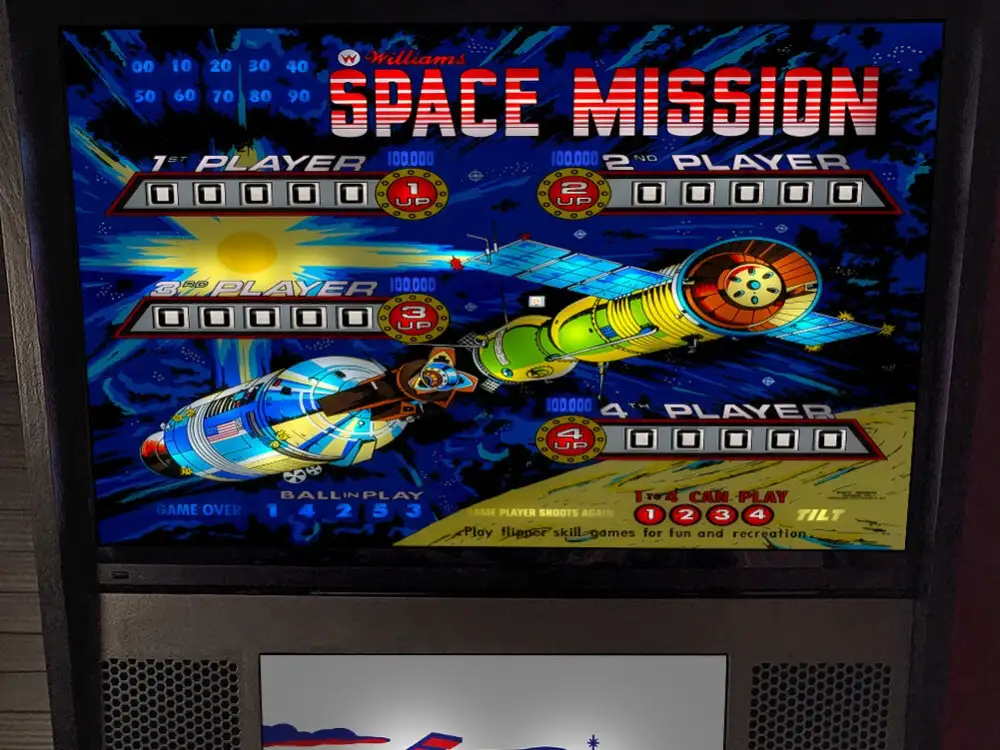 00 10 20 30 40
50 60 70 80 90
W Williams
SPACE MISSION
1ST PLAYER
100,000
0 0 0 0 0
1 UP
100,000
2ND PLAYER
2 UP
0 0 0 0 0
3RD PLAYER
100,000
0 0 0 0 0
3 UP
100,000
4TH PLAYER
4 UP
0 0 0 0 0
BALL IN PLAY
GAME OVER 1 4 2 5 3
SAME PLAYER SHOOTS AGAIN
1 TO 4 CAN PLAY
1 2 3 4
TILT
Play flipper skill games for fun and recreation.